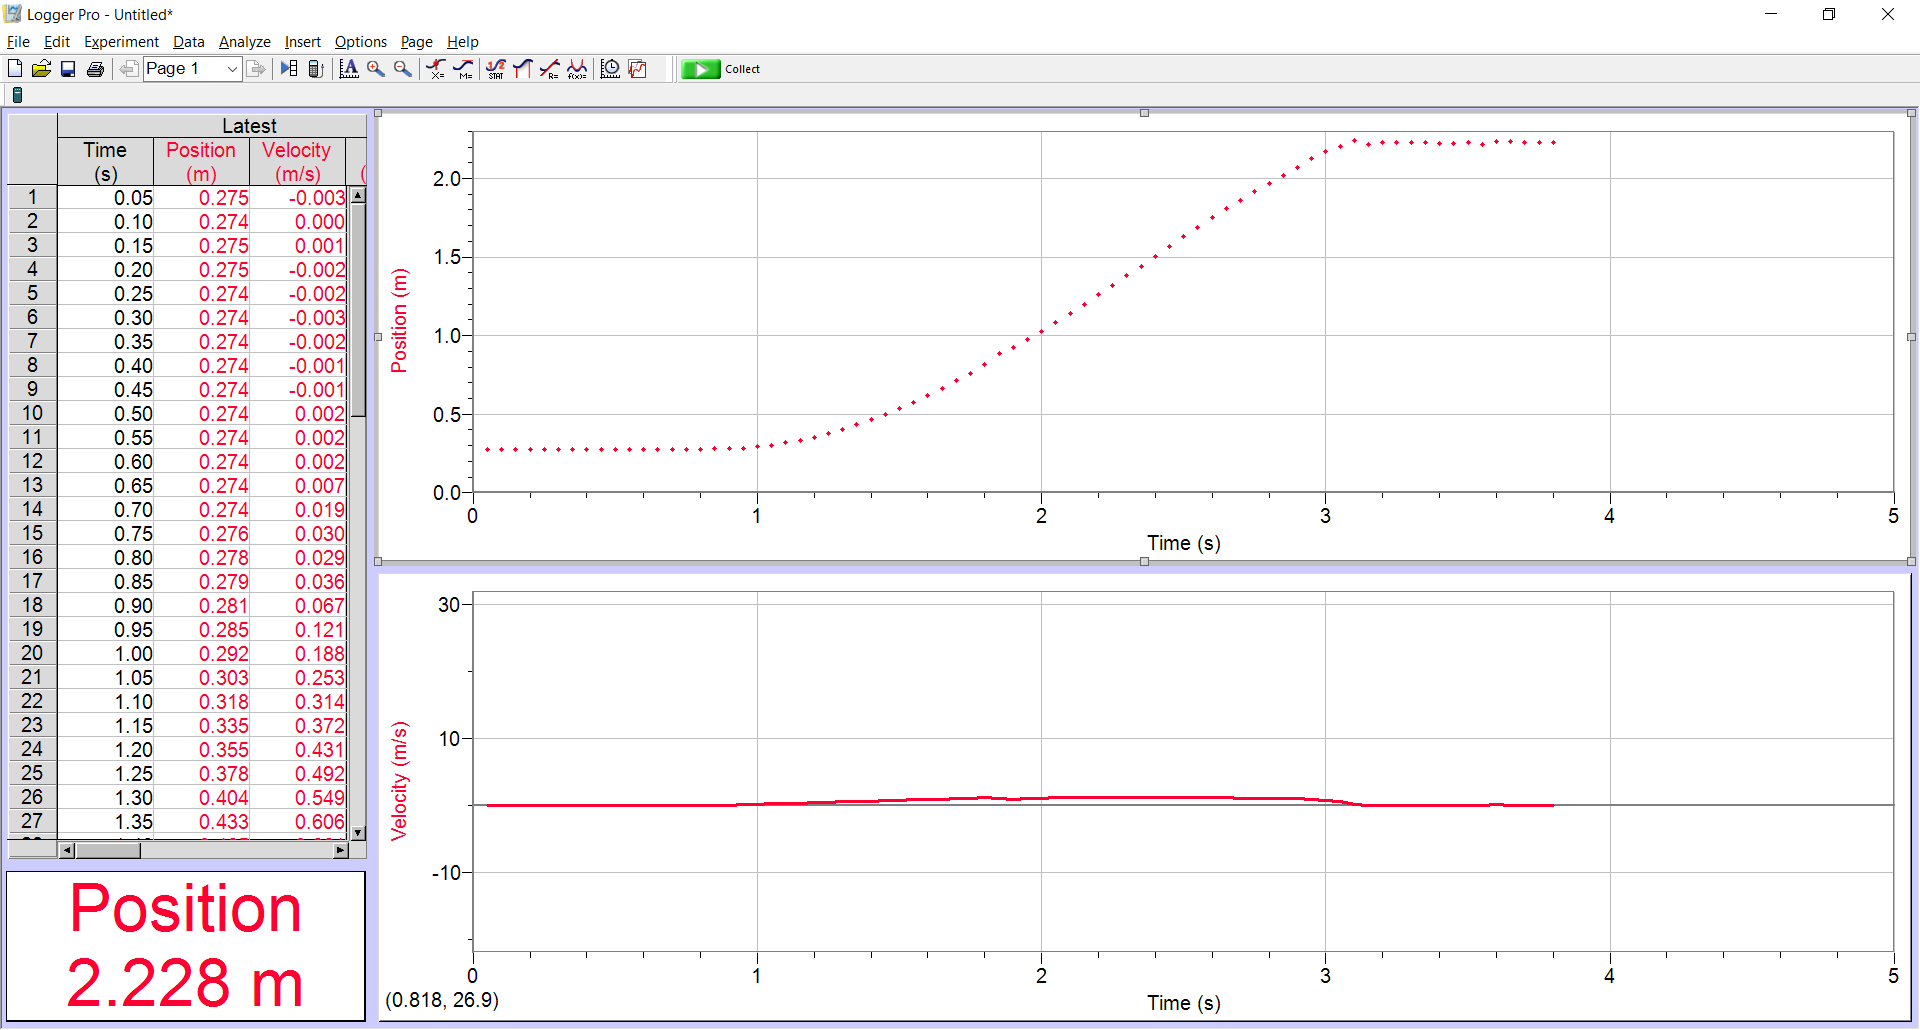 Logger Pro - Untitled*
File Edit Experiment Data Analyze Insert Options Page Help
Page 1 X= M= STAT R= f(x)= Collect
Latest
Time Position Velocity
(s) (m) (m/s) (
1 0.05 0.275 -0.003
2 0.10 0.274 0.000
3 0.15 0.275 0.001
4 0.20 0.275 -0.002
5 0.25 0.274 -0.002
6 0.30 0.274 -0.003
7 0.35 0.274 -0.002
8 0.40 0.274 -0.001
9 0.45 0.274 -0.001
10 0.50 0.274 0.002
11 0.55 0.274 0.002
12 0.60 0.274 0.002
13 0.65 0.274 0.007
14 0.70 0.274 0.019
15 0.75 0.276 0.030
16 0.80 0.278 0.029
17 0.85 0.279 0.036
18 0.90 0.281 0.067
19 0.95 0.285 0.121
20 1.00 0.292 0.188
21 1.05 0.303 0.253
22 1.10 0.318 0.314
23 1.15 0.335 0.372
24 1.20 0.355 0.431
25 1.25 0.378 0.492
26 1.30 0.404 0.549
27 1.35 0.433 0.606
Position
2.228 m
Position (m)
2.0
1.5
1.0
0.5
0.0
0 1 2 3 4 5
Time (s)
Velocity (m/s)
30
10
-10
0 1 2 3 4 5
(0.818, 26.9)
Time (s)